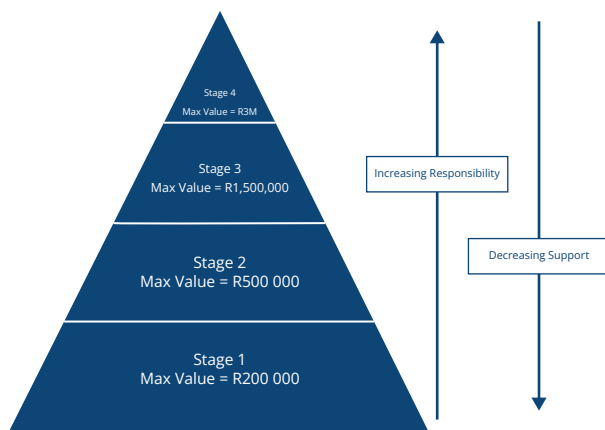 Stage 4
Max Value = R3M
Stage 3
Max Value = R1,500,000
Stage 2
Max Value = R500 000
Stage 1
Max Value = R200 000
Increasing Responsibility
Decreasing Support